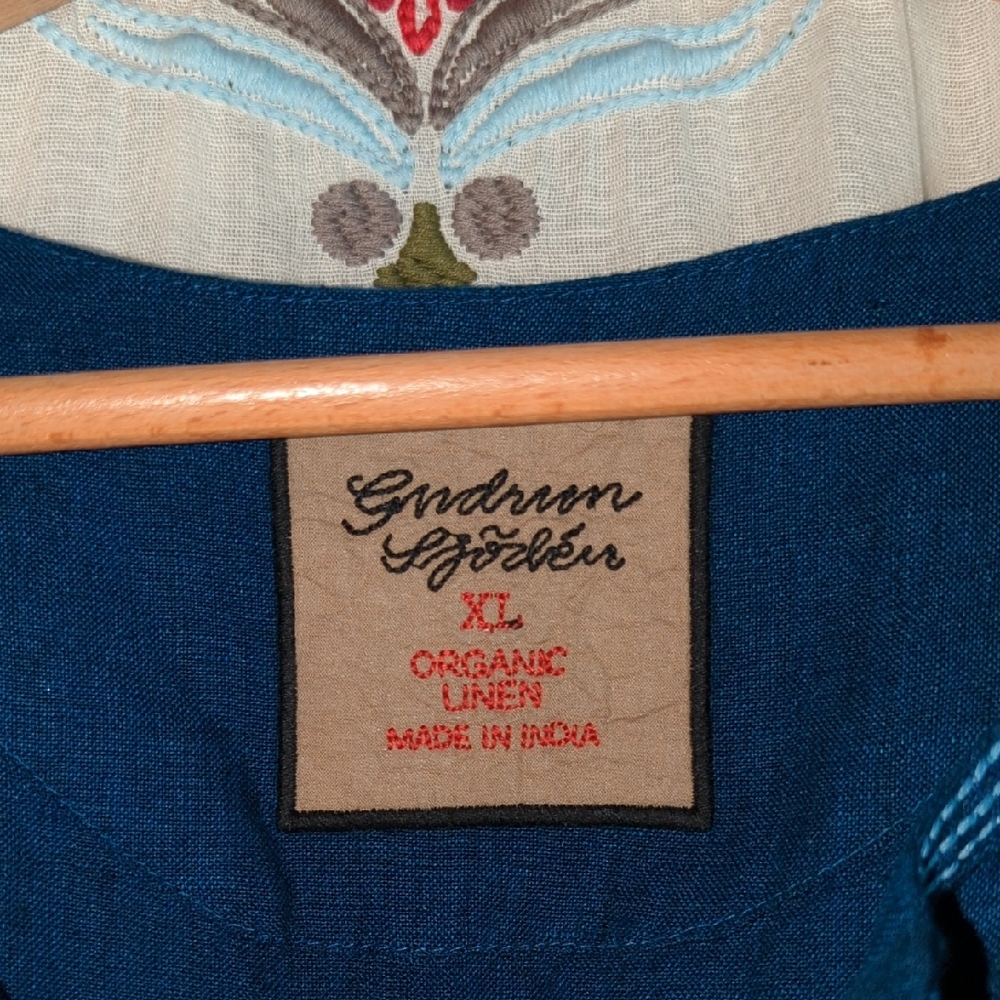 Gudrun
Sjödén
XL
ORGANIC
LINEN
MADE IN INDIA